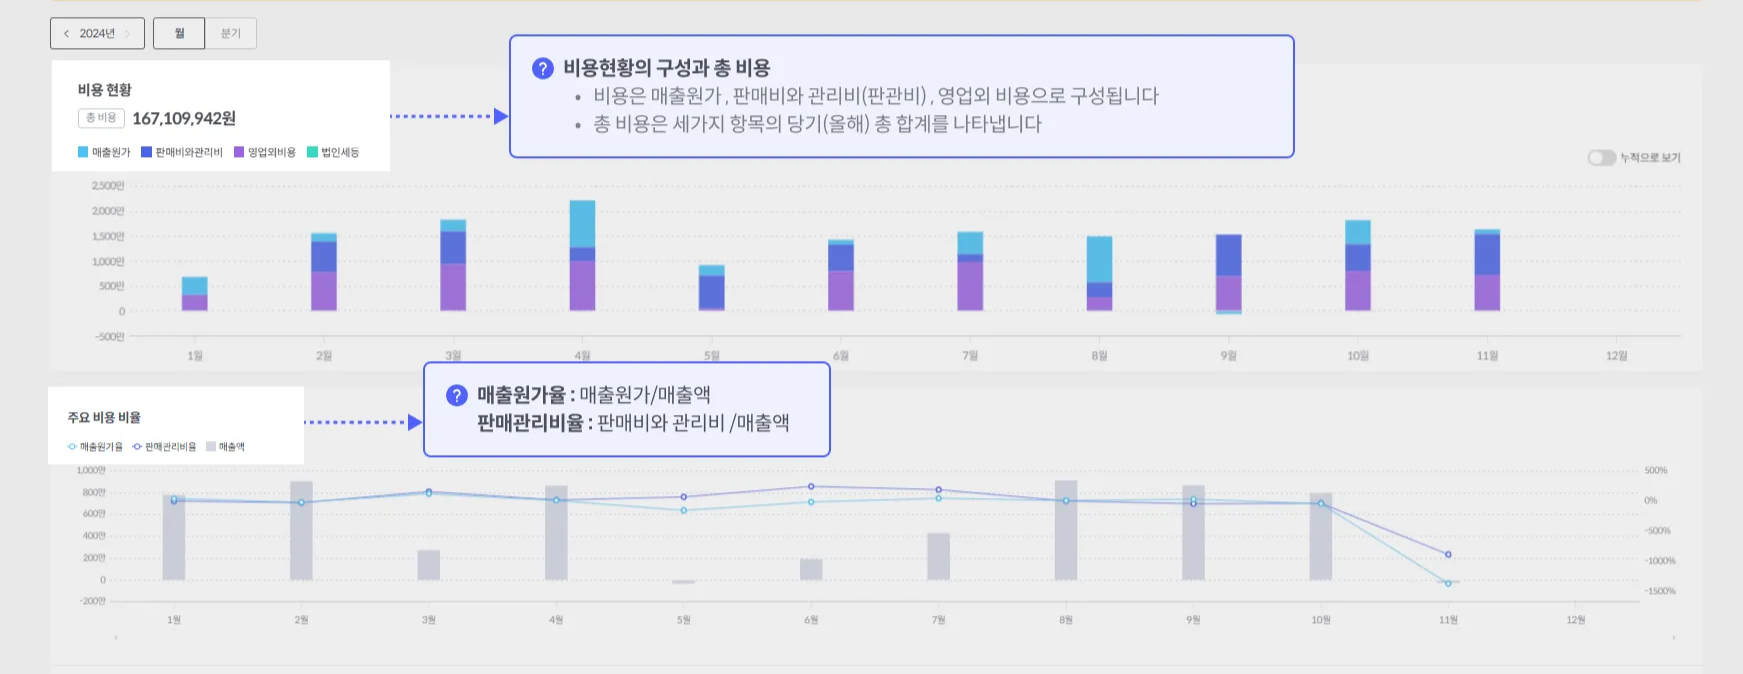 < 2024년 >
월
분기
비용현황의 구성과 총 비용
• 비용은 매출원가 , 판매비와 관리비(판관비) , 영업외 비용으로 구성됩니다
• 총 비용은 세가지 항목의 당기(올해) 총 합계를 나타냅니다
비용 현황
총 비용 167,109,942원
매출원가 판매비와관리비 영업외비용 법인세등
누적으로 보기
2,500만
2,000만
1,500만
1,000만
500만
0
-500만
1월 2월 3월 4월 5월 6월 7월 8월 9월 10월 11월 12월
매출원가율 : 매출원가/매출액
판매관리비율 : 판매비와 관리비 /매출액
주요 비용 비율
매출원가율 판매관리비율 매출액
1,000만 500%
800만 0%
600만 -500%
400만 -1000%
200만 -1500%
0
-200만
1월 2월 3월 4월 5월 6월 7월 8월 9월 10월 11월 12월